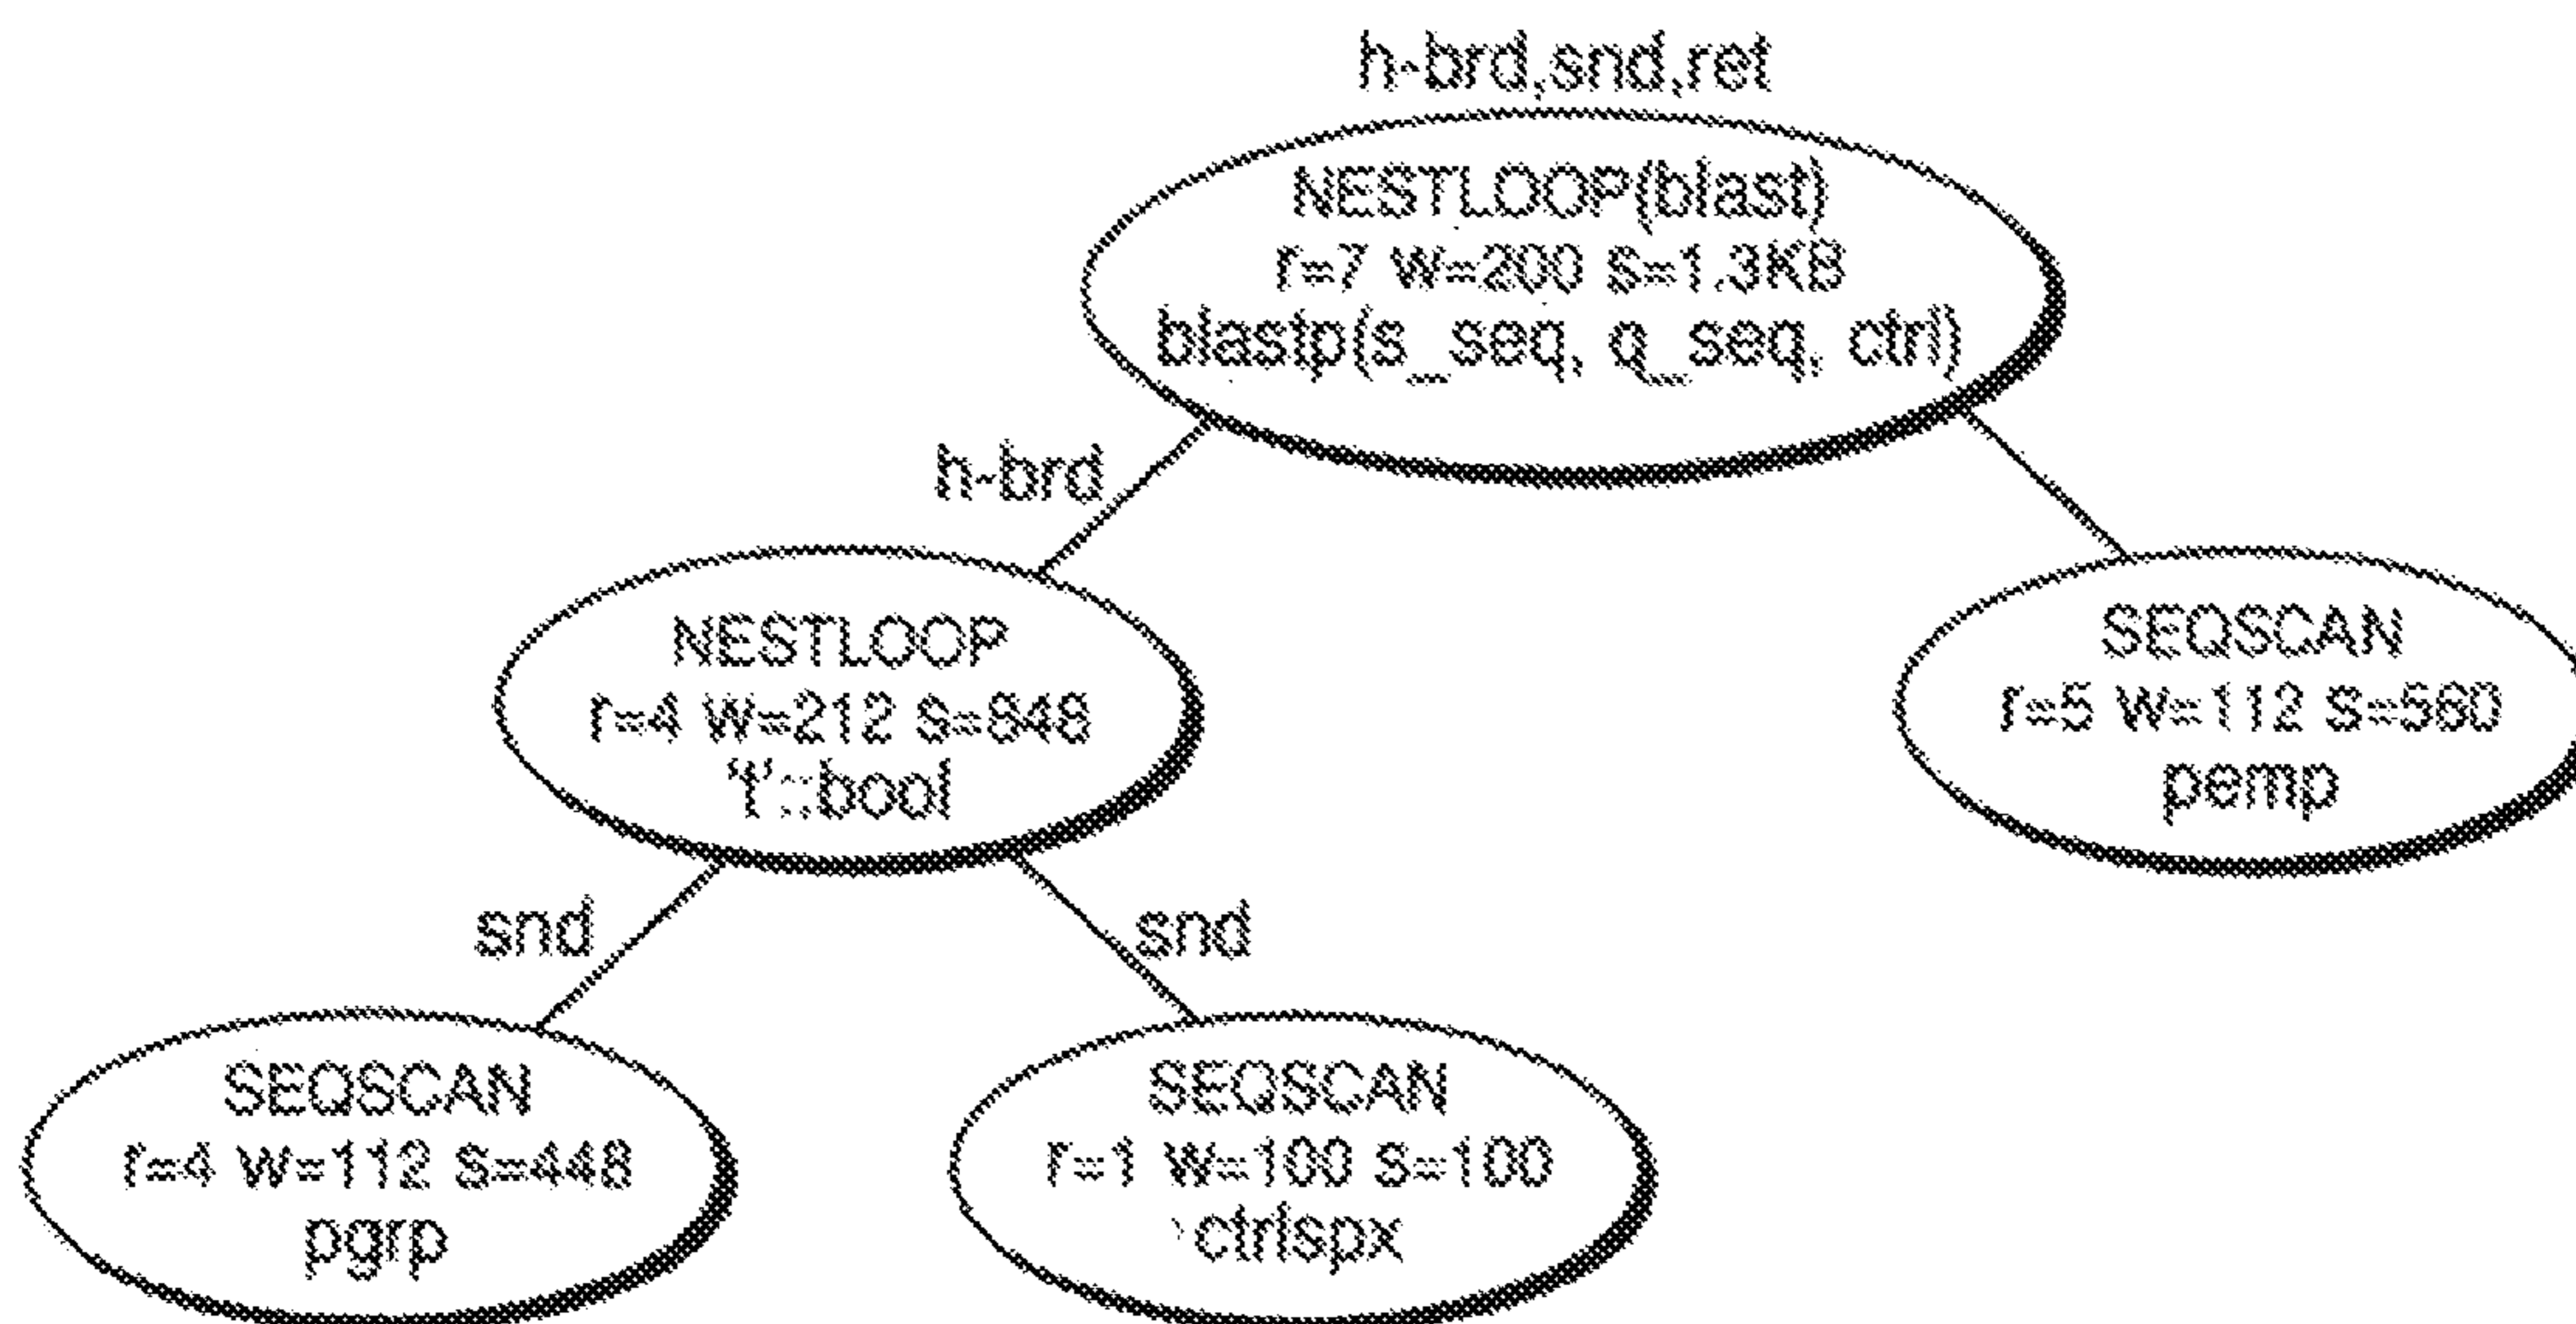 h-brd,snd,ret
NESTLOOP(blast)
r=7 w=200 s=1.3KB
blastp(s_seq, q_seq, ctrl)
h-brd
NESTLOOP
r=4 w=212 s=848
't'::bool
SEQSCAN
r=5 w=112 s=560
pemp
snd
snd
SEQSCAN
r=4 w=112 s=448
pgrp
SEQSCAN
r=1 w=100 s=100
ctrlspx